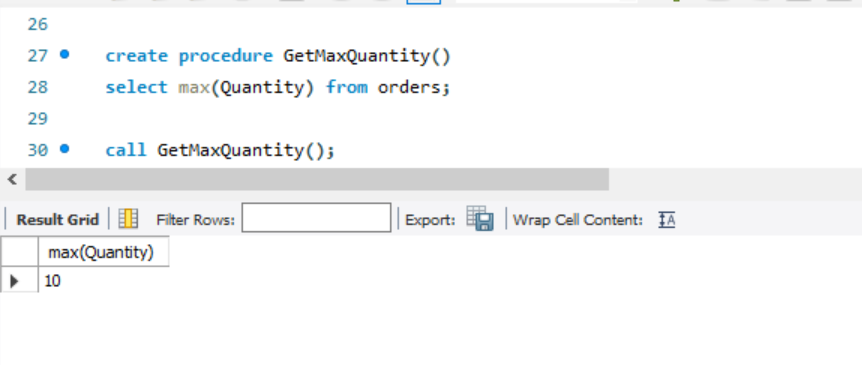 26
27 create procedure GetMaxQuantity()
28 select max(Quantity) from orders;
29
30 call GetMaxQuantity();
Result Grid Filter Rows: Export: Wrap Cell Content:
max(Quantity)
10